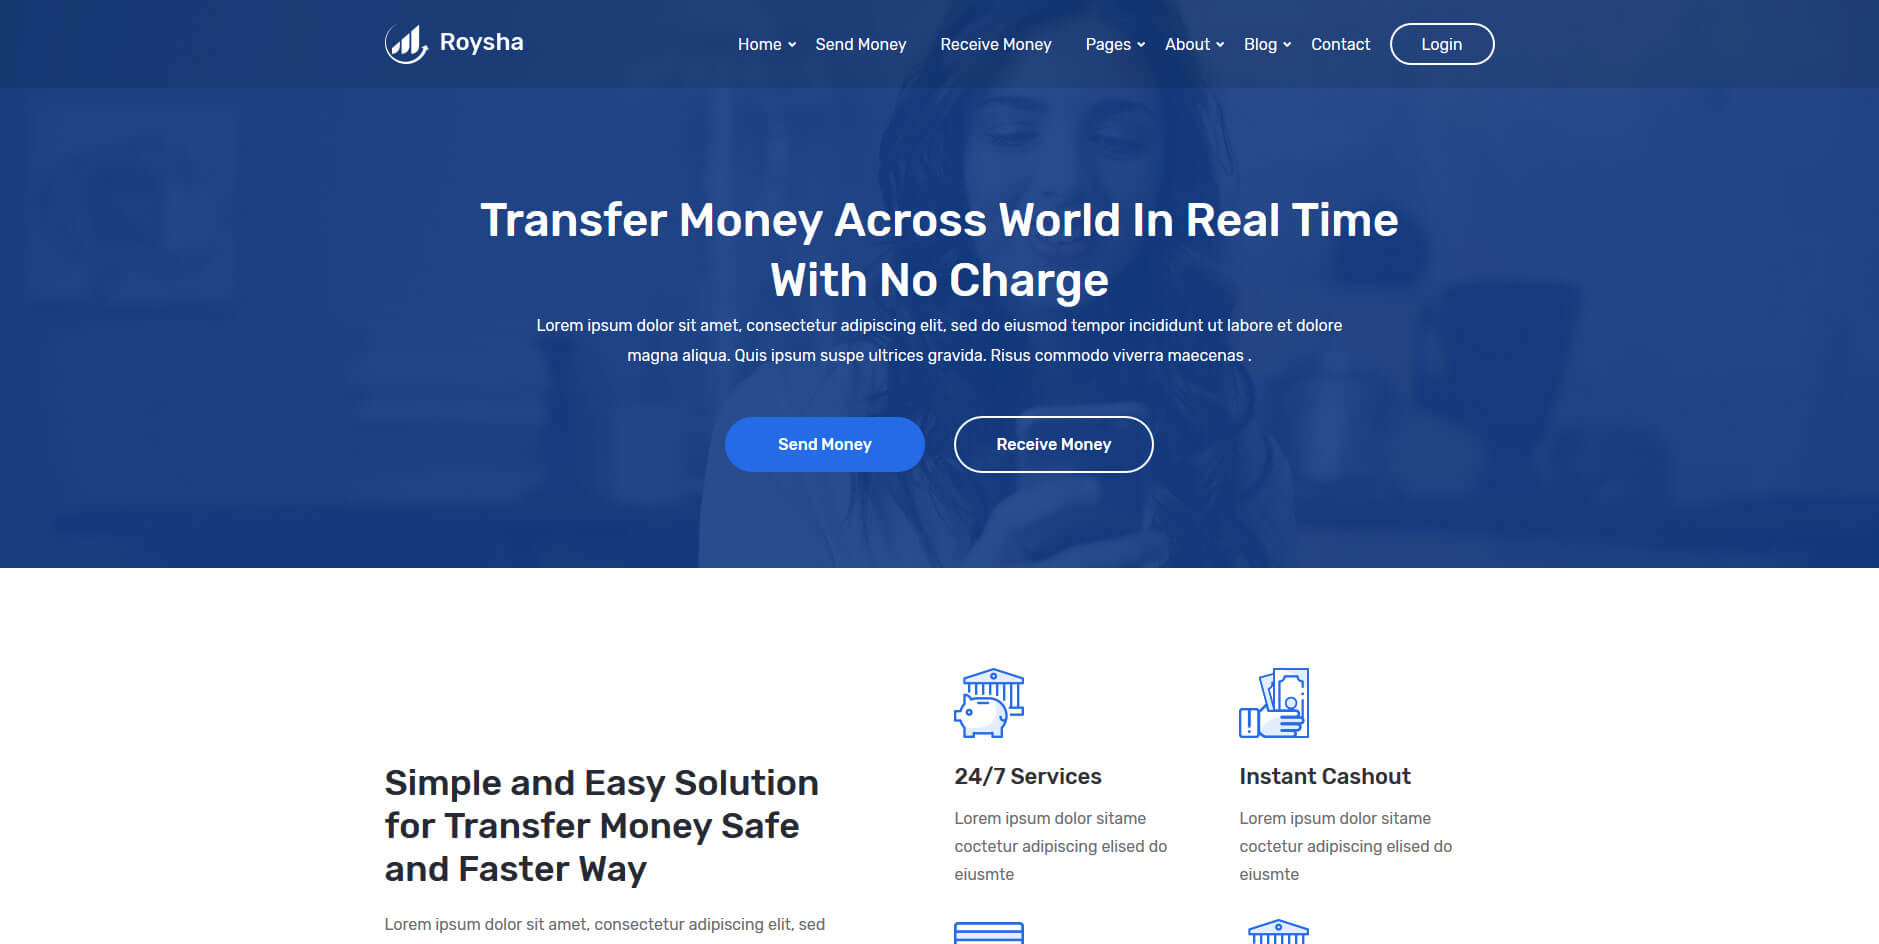 Roysha
Home Send Money Receive Money Pages About Blog Contact Login
Transfer Money Across World In Real Time
With No Charge
Lorem ipsum dolor sit amet, consectetur adipiscing elit, sed do eiusmod tempor incididunt ut labore et dolore
magna aliqua. Quis ipsum suspe ultrices gravida. Risus commodo viverra maecenas .
Send Money Receive Money
Simple and Easy Solution
for Transfer Money Safe
and Faster Way
Lorem ipsum dolor sit amet, consectetur adipiscing elit, sed
24/7 Services
Lorem ipsum dolor sitame
coctetur adipiscing elised do
eiusmte
Instant Cashout
Lorem ipsum dolor sitame
coctetur adipiscing elised do
eiusmte